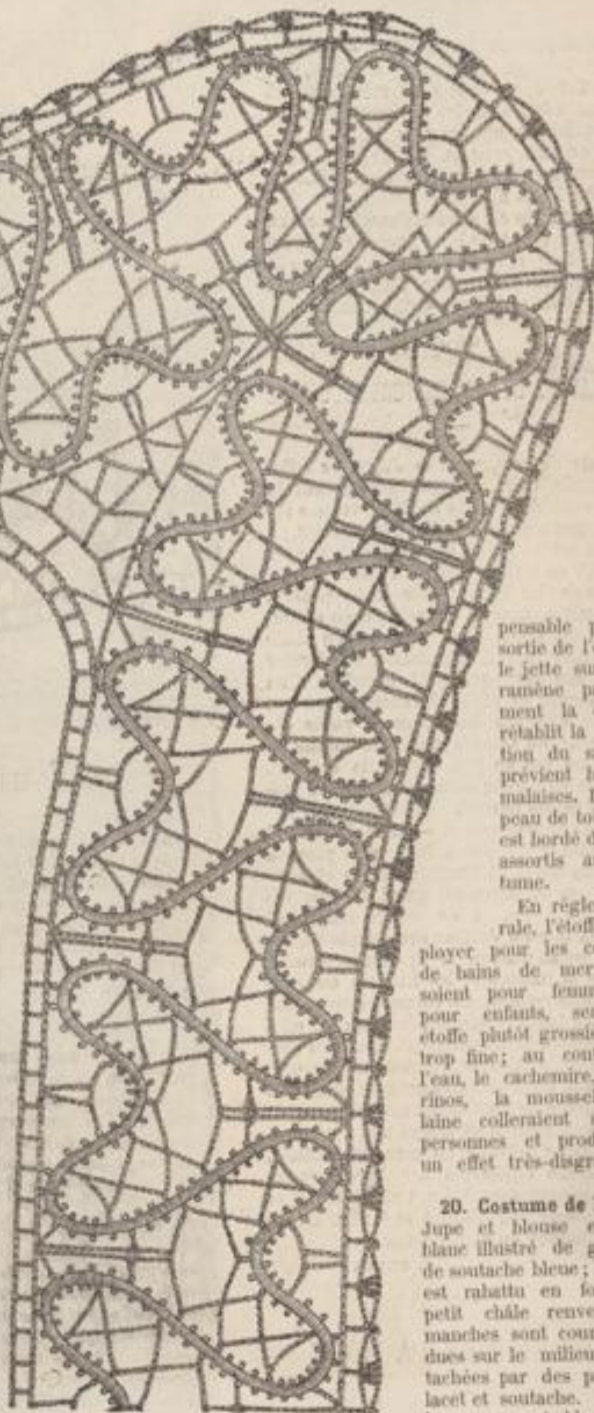 pensable p
sortie de l'
le jette sur
ramène p
ment la
rétablit la
tion du s
prévient l
malaises.
peau de to
est bordé d
assortis a
tume.
En règle
rale, l'étof
ployer pour les c
de bains de mer
soient pour femm
pour enfants, se
étoffe plutôt grossi
trop fine; au con
l'eau, le cachemire,
rinos, la moussel
laine colleraient
personnes et prod
un effet très-disgr
20. Costume de
Jupe et blouse e
blanc illustré de g
de soutache bleue;
est rabattu en fo
petit châle renve
manches sont cour
dues sur le milieu
tachées par des p
lacet et soutache.